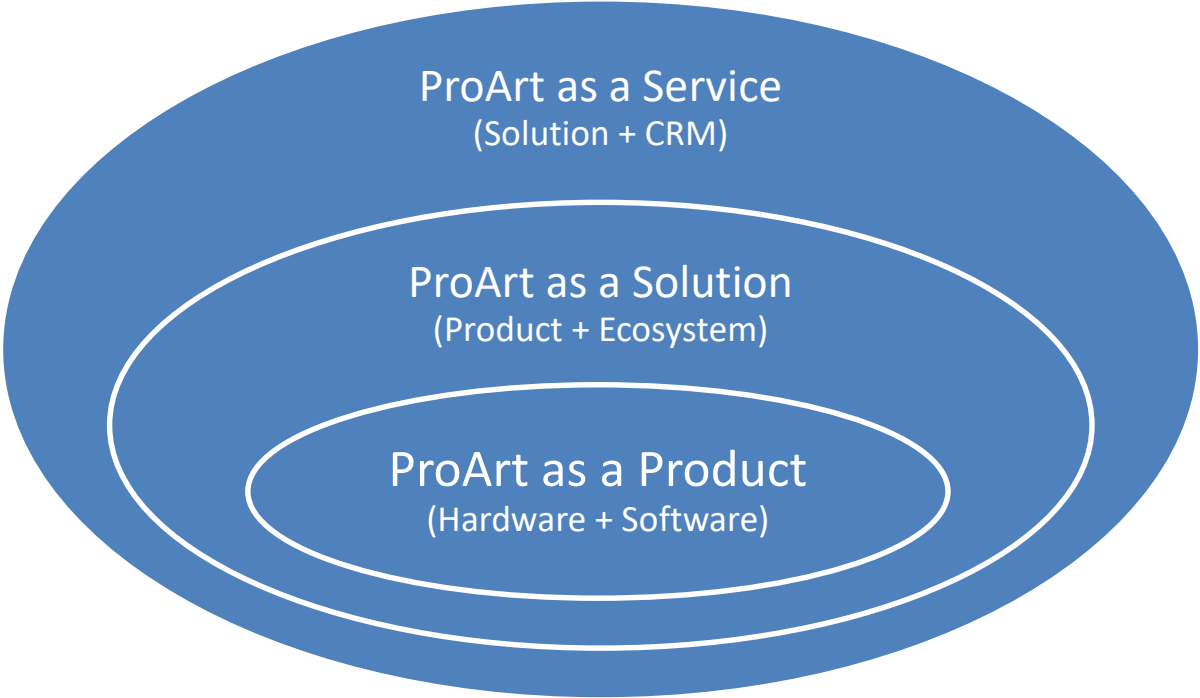 ProArt as a Service
(Solution + CRM)
ProArt as a Solution
(Product + Ecosystem)
ProArt as a Product
(Hardware + Software)